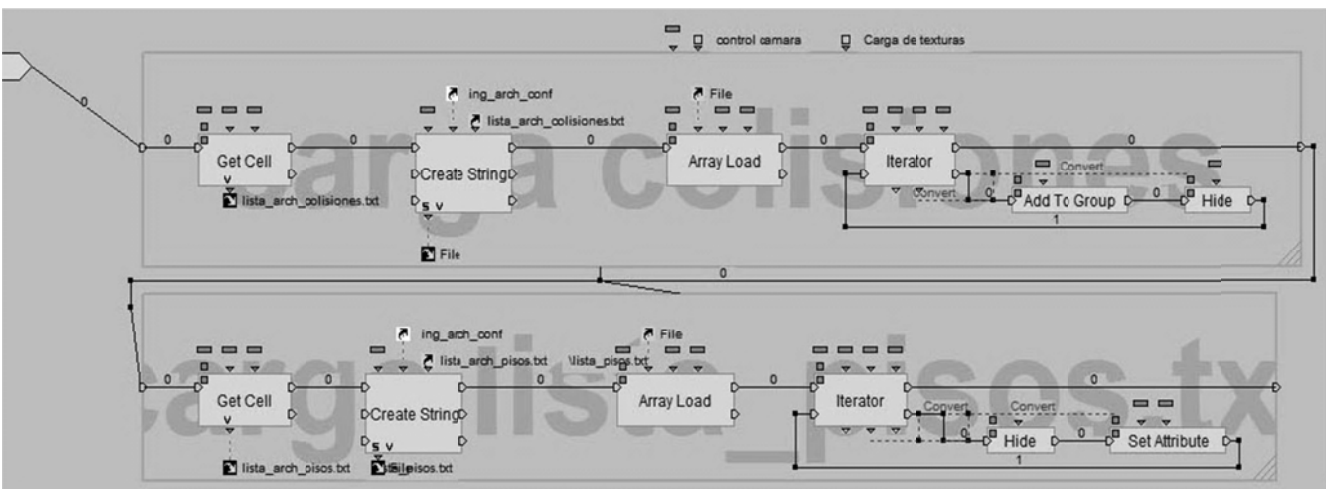 control camara
Carga de texturas
0
carga colisiones
ing_arch_conf
File
lista_arch_colisiones.txt
0
Get Cell
0
Create String
0
Array Load
0
Iterator
0
V
S V
lista_arch_colisiones.txt
File
Convert
Convert
0
Add To Group
0
Hide
1
0
carga lista_pisos.tx
ing_arch_conf
File
lista_arch_pisos.txt
\lista_pisos.txt
0
Get Cell
0
Create String
0
Array Load
0
Iterator
0
V
S V
lista_arch_pisos.txt
Convert
Convert
0
Hide
0
Set Attribute
1